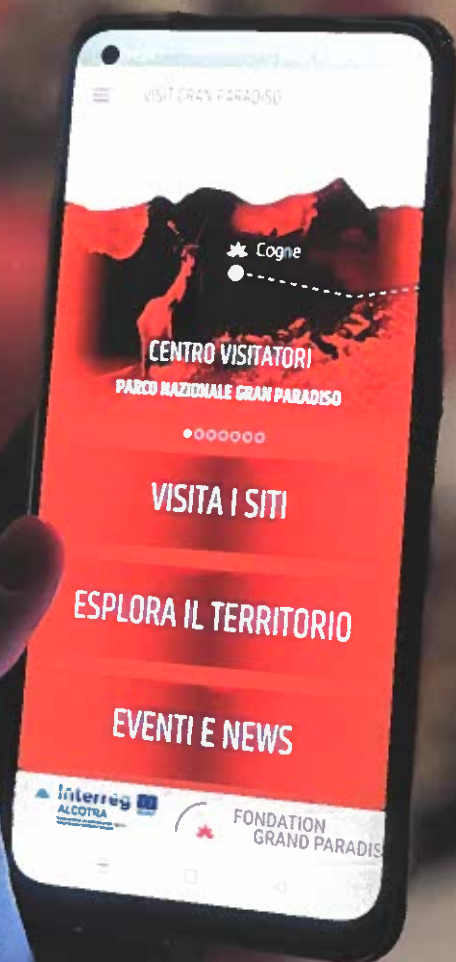 VISIT GRAN PARADISO
Cogne
CENTRO VISITATORI
PARCO NAZIONALE GRAN PARADISO
VISITA I SITI
ESPLORA IL TERRITORIO
EVENTI E NEWS
Interreg
ALCOTRA
FONDATION
GRAND PARADIS